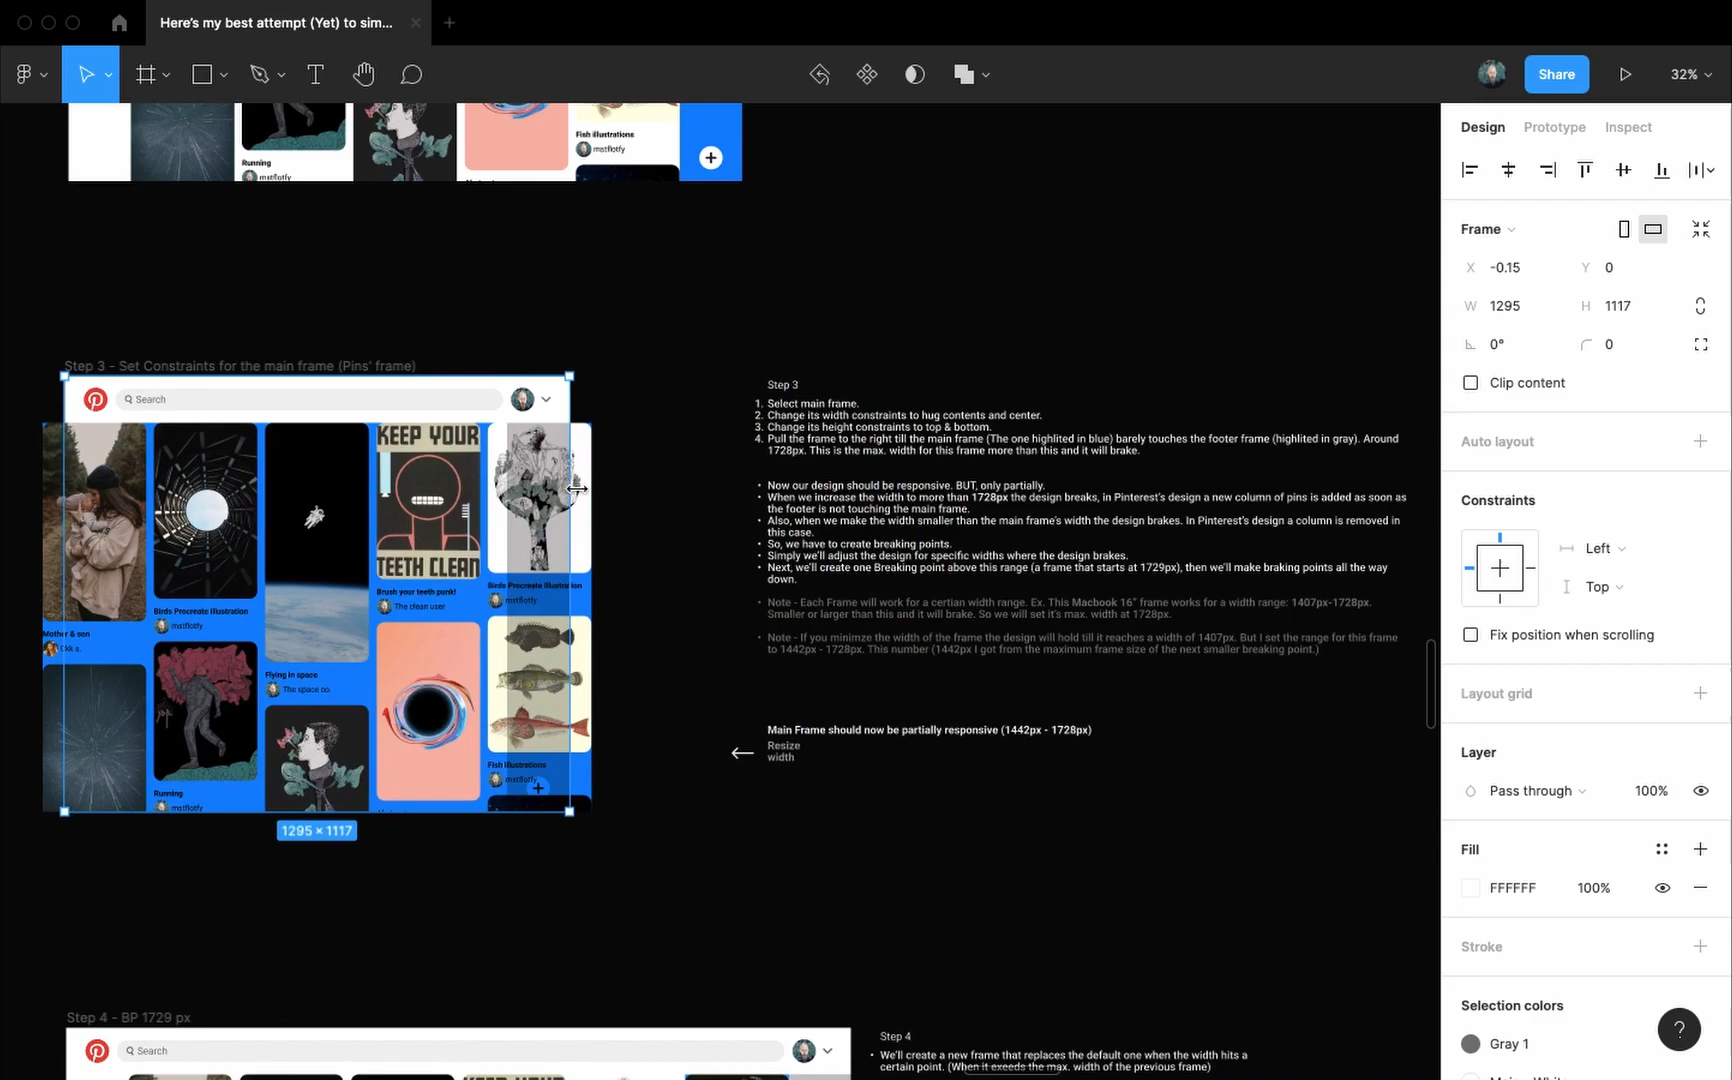 Here's my best attempt (Yet) to sim...
Share
32%
Running
mstflotfy
Fish illustrations
mstflotfy
Design
Prototype
Inspect
Frame
X
-0.15
Y
0
W
1295
H
1117
0°
0
Clip content
Auto layout
Constraints
Left
Top
Fix position when scrolling
Layout grid
Layer
Pass through
100%
Fill
FFFFFF
100%
Stroke
Selection colors
Gray 1
?
Step 3 - Set Constraints for the main frame (Pins' frame)
Search
KEEP YOUR
TEETH CLEAN
Mother & son
Birds Procreate Illustration
mstflotfy
Flying in space
The space co.
Brush your teeth punk!
The clean user
Birds Procreate Illustration
mstflotfy
Running
mstflotfy
Fish Illustrations
mstflotfy
1295 × 1117
Step 3
1. Select main frame.
2. Change its width constraints to hug contents and center.
3. Change its height constraints to top & bottom.
4. Pull the frame to the right till the main frame (The one highlited in blue) barely touches the footer frame (highlited in gray). Around
1728px. This is the max. width for this frame more than this and it will brake.
• Now our design should be responsive. BUT, only partially.
• When we increase the width to more than 1728px the design breaks, in Pinterest's design a new column of pins is added as soon as
the footer is not touching the main frame.
• Also, when we make the width smaller than the main frame's width the design brakes. In Pinterest's design a column is removed in
this case.
• So, we have to create breaking points.
• Simply we'll adjust the design for specific widths where the design brakes.
• Next, we'll create one Breaking point above this range (a frame that starts at 1729px), then we'll make braking points all the way
down.
• Note - Each Frame will work for a certian width range. Ex. This Macbook 16" frame works for a width range: 1407px-1728px.
Smaller or larger than this and it will brake. So we will set it's max. width at 1728px.
• Note - If you minimze the width of the frame the design will hold till it reaches a width of 1407px. But I set the range for this frame
to 1442px - 1728px. This number (1442px I got from the maximum frame size of the next smaller breaking point.)
Main Frame should now be partially responsive (1442px - 1728px)
Resize
width
Step 4 - BP 1729 px
Search
Step 4
• We'll create a new frame that replaces the default one when the width hits a
certain point. (When it exceeds the max. width of the previous frame)